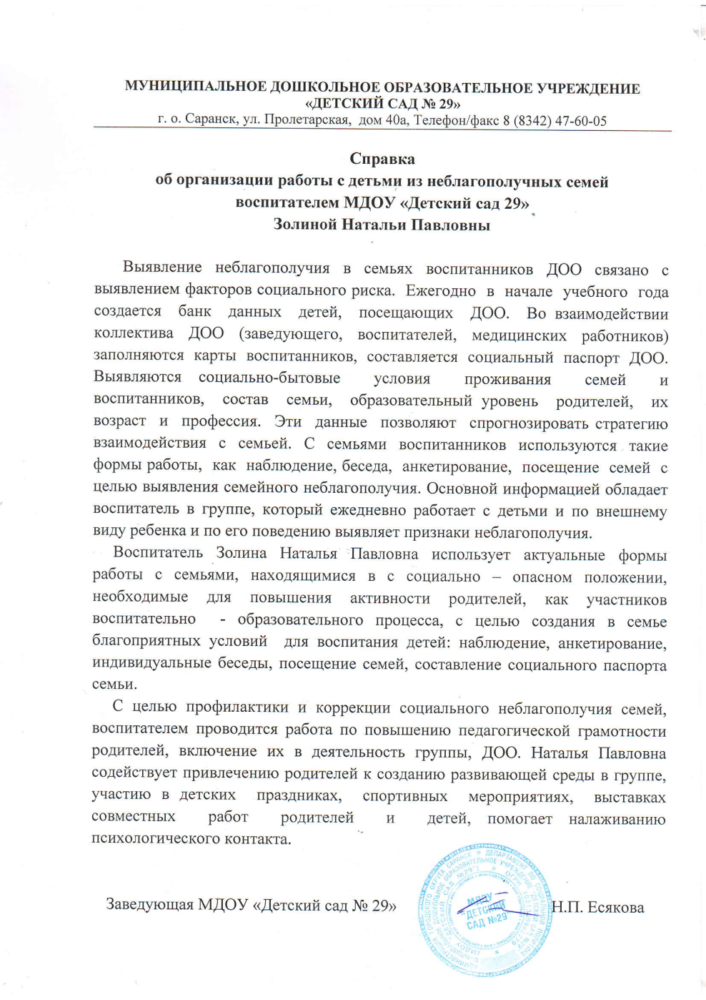 МУНИЦИПАЛЬНОЕ ДОШКОЛЬНОЕ ОБРАЗОВАТЕЛЬНОЕ УЧРЕЖДЕНИЕ
«ДЕТСКИЙ САД № 29»
г. о. Саранск, ул. Пролетарская, дом 40а, Телефон/факс 8 (8342) 47-60-05
Справка
об организации работы с детьми из неблагополучных семей
воспитателем МДОУ «Детский сад 29»
Золиной Натальи Павловны
Выявление неблагополучия в семьях воспитанников ДОО связано с
выявлением факторов социального риска. Ежегодно в начале учебного года
создается банк данных детей, посещающих ДОО. Во взаимодействии
коллектива ДОО (заведующего, воспитателей, медицинских работников)
заполняются карты воспитанников, составляется социальный паспорт ДОО.
Выявляются социально-бытовые условия проживания семей и
воспитанников, состав семьи, образовательный уровень родителей, их
возраст и профессия. Эти данные позволяют спрогнозировать стратегию
взаимодействия с семьей. С семьями воспитанников используются такие
формы работы, как наблюдение, беседа, анкетирование, посещение семей с
целью выявления семейного неблагополучия. Основной информацией обладает
воспитатель в группе, который ежедневно работает с детьми и по внешнему
виду ребенка и по его поведению выявляет признаки неблагополучия.
Воспитатель Золина Наталья Павловна использует актуальные формы
работы с семьями, находящимися в с социально – опасном положении,
необходимые для повышения активности родителей, как участников
воспитательно - образовательного процесса, с целью создания в семье
благоприятных условий для воспитания детей: наблюдение, анкетирование,
индивидуальные беседы, посещение семей, составление социального паспорта
семьи.
С целью профилактики и коррекции социального неблагополучия семей,
воспитателем проводится работа по повышению педагогической грамотности
родителей, включение их в деятельность группы, ДОО. Наталья Павловна
содействует привлечению родителей к созданию развивающей среды в группе,
участию в детских праздниках, спортивных мероприятиях, выставках
совместных работ родителей и детей, помогает налаживанию
психологического контакта.
Заведующая МДОУ «Детский сад № 29» Н.П. Есякова
МДОУ
"ДЕТСКИЙ
САД №29"